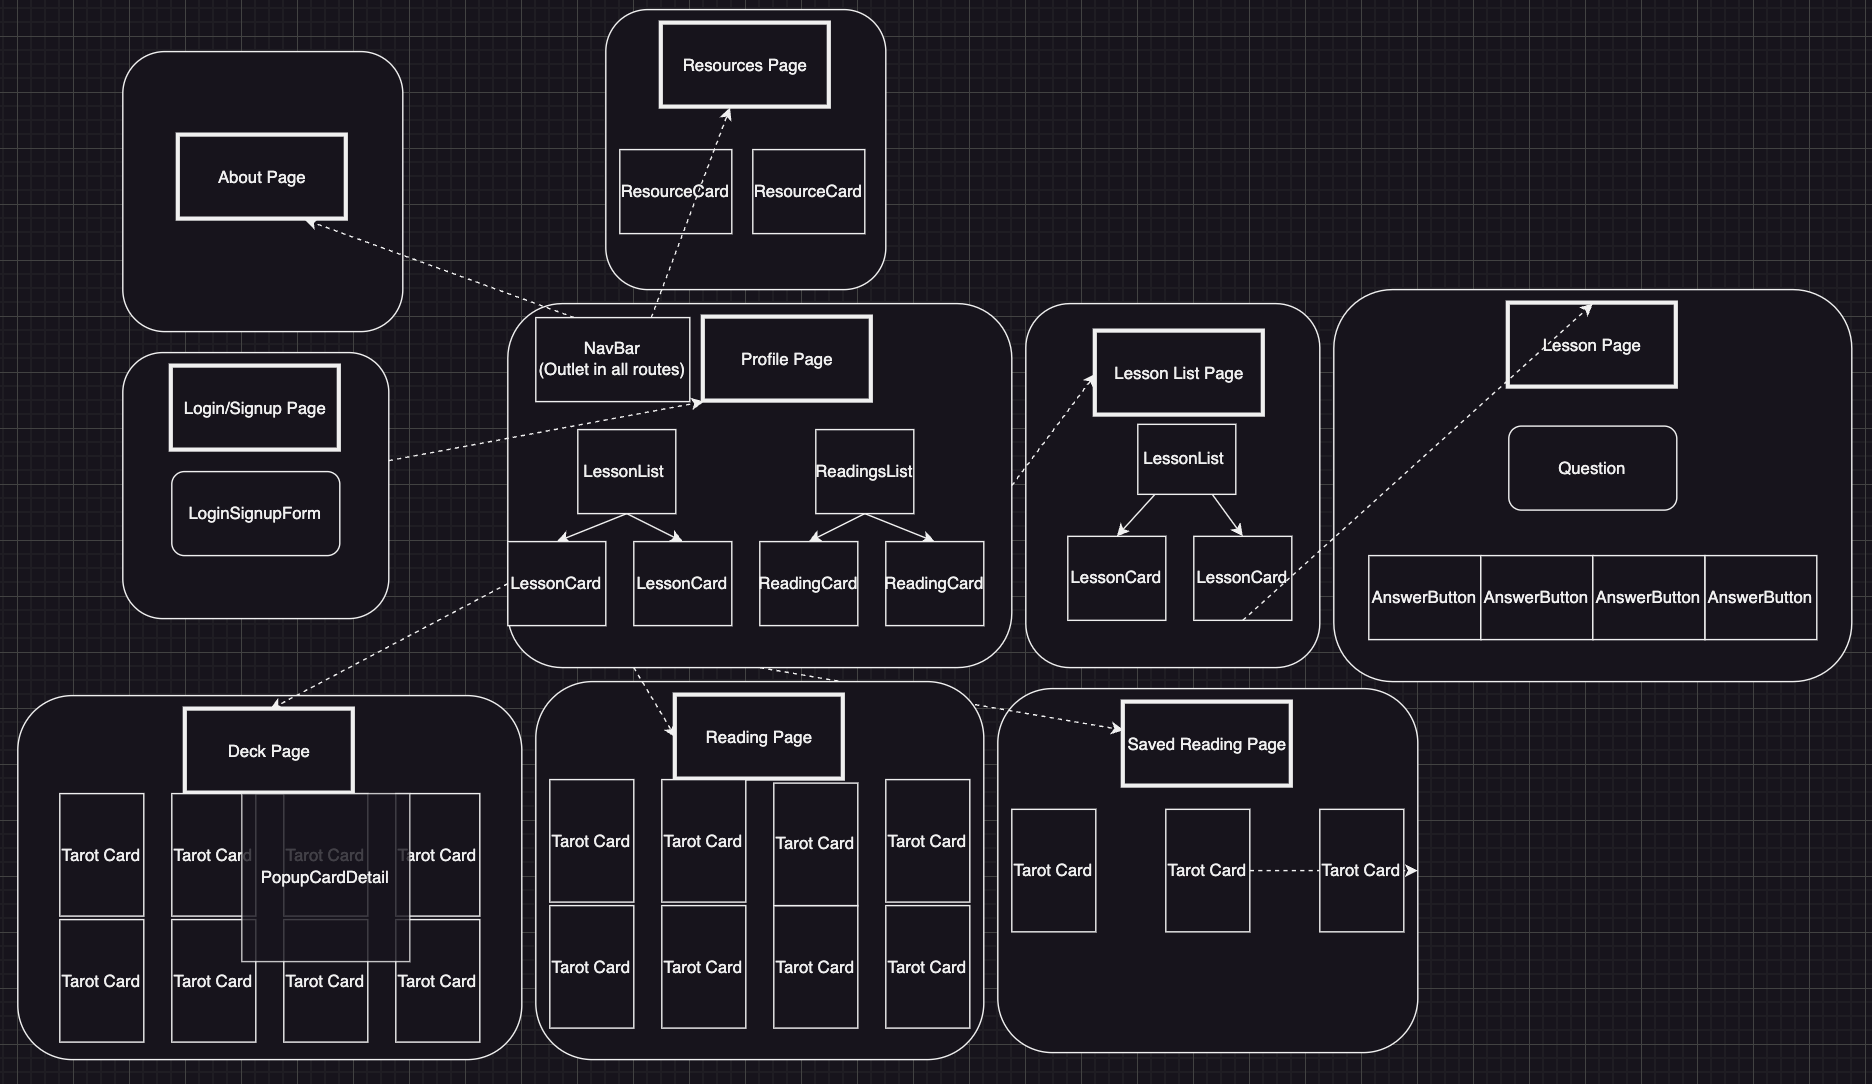 Resources Page
ResourceCard
ResourceCard
About Page
Login/Signup Page
LoginSignupForm
NavBar
(Outlet in all routes)
Profile Page
LessonList
ReadingsList
LessonCard
LessonCard
ReadingCard
ReadingCard
Lesson List Page
LessonList
LessonCard
LessonCard
Lesson Page
Question
AnswerButton
AnswerButton
AnswerButton
AnswerButton
Deck Page
Tarot Card
Tarot Card
Tarot Card
Tarot Card
PopupCardDetail
Tarot Card
Tarot Card
Tarot Card
Tarot Card
Reading Page
Tarot Card
Tarot Card
Tarot Card
Tarot Card
Tarot Card
Tarot Card
Tarot Card
Tarot Card
Saved Reading Page
Tarot Card
Tarot Card
Tarot Card